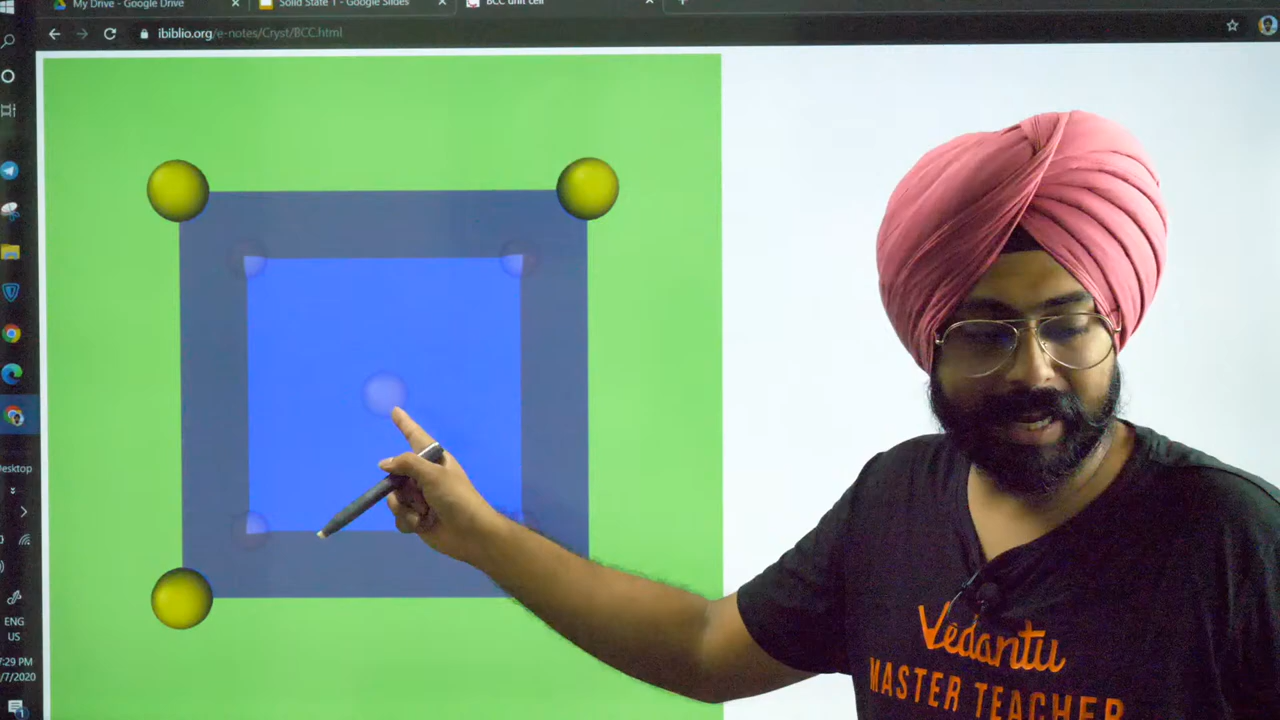 My Drive - Google Drive
Solid State 1 - Google Slides
BCC unit cell
ibiblio.org/e-notes/Cryst/BCC.html
Desktop
ENG
US
7:29 PM
/7/2020
1
Vedantu
MASTER TEACHER